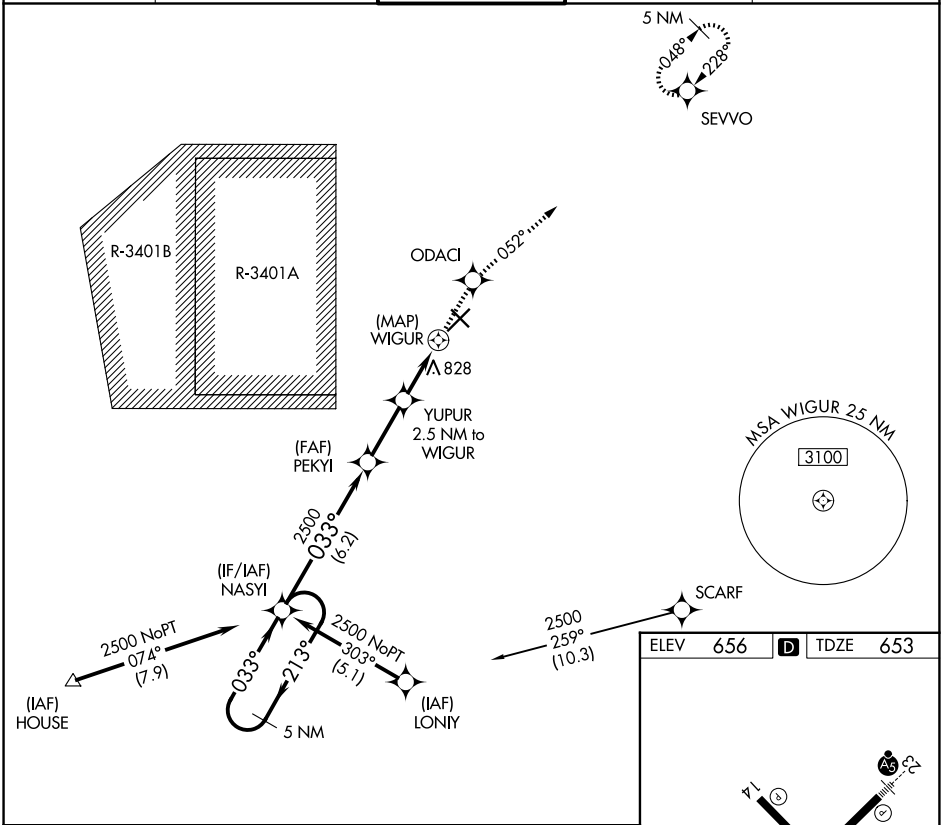 5 NM
048°
228°
SEVVO
R-3401B
R-3401A
ODACI
052°
(MAP)
WIGUR
828
YUPUR
2.5 NM to
WIGUR
(FAF)
PEKYI
MSA WIGUR 25 NM
3100
2500
033°
(6.2)
(IF/IAF)
NASYI
SCARF
2500
259°
(10.3)
2500 NoPT
074°
(7.9)
2500 NoPT
303°
(5.1)
033°
213°
(IAF)
HOUSE
(IAF)
LONIY
5 NM
ELEV 656 D TDZE 653
A5
23
14
P
P